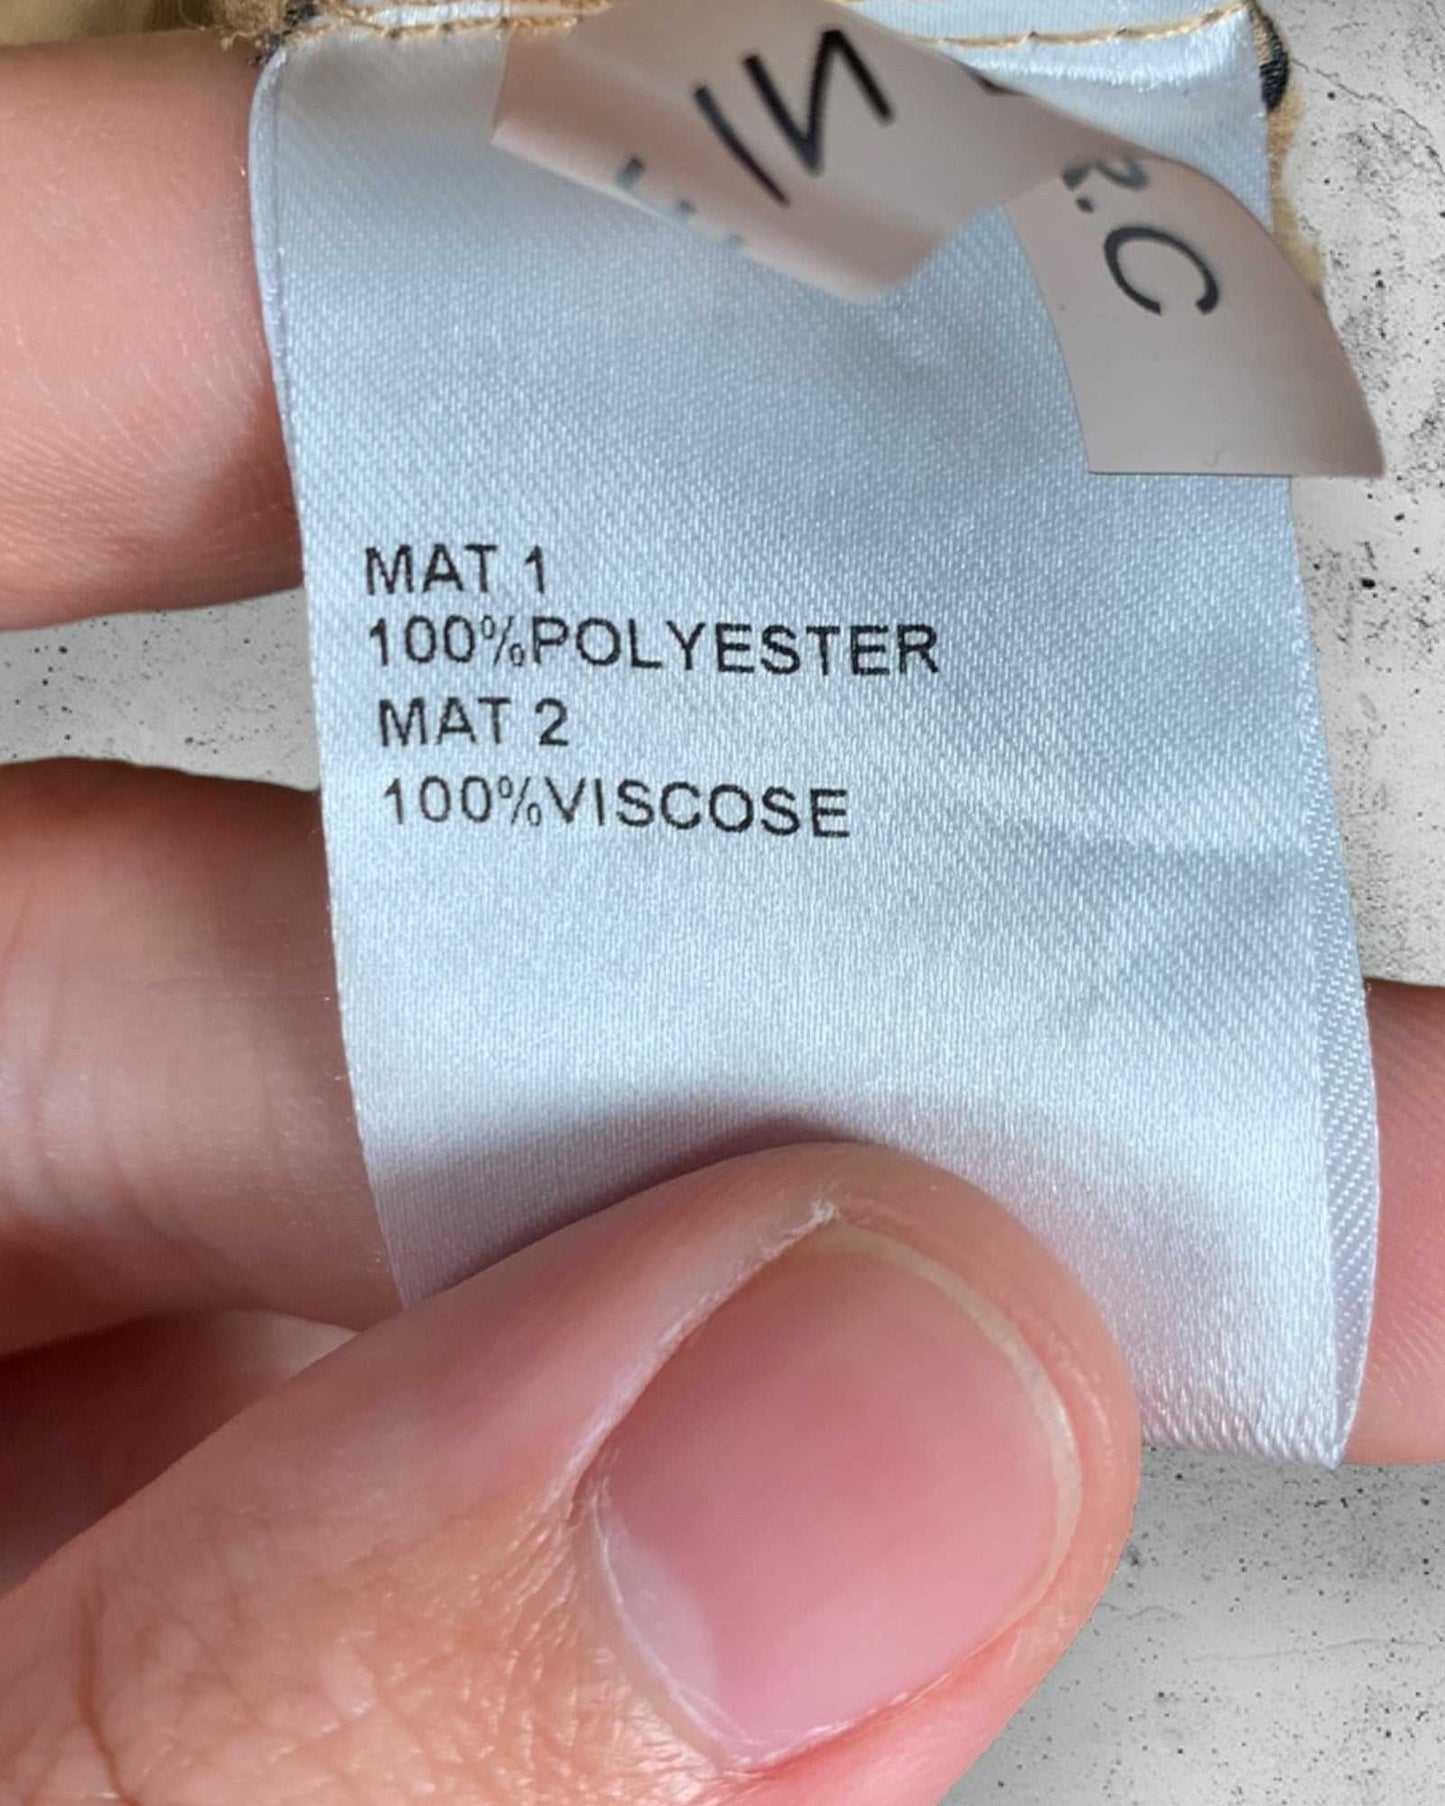 R.C
MAT 1
100%POLYESTER
MAT 2
100%VISCOSE